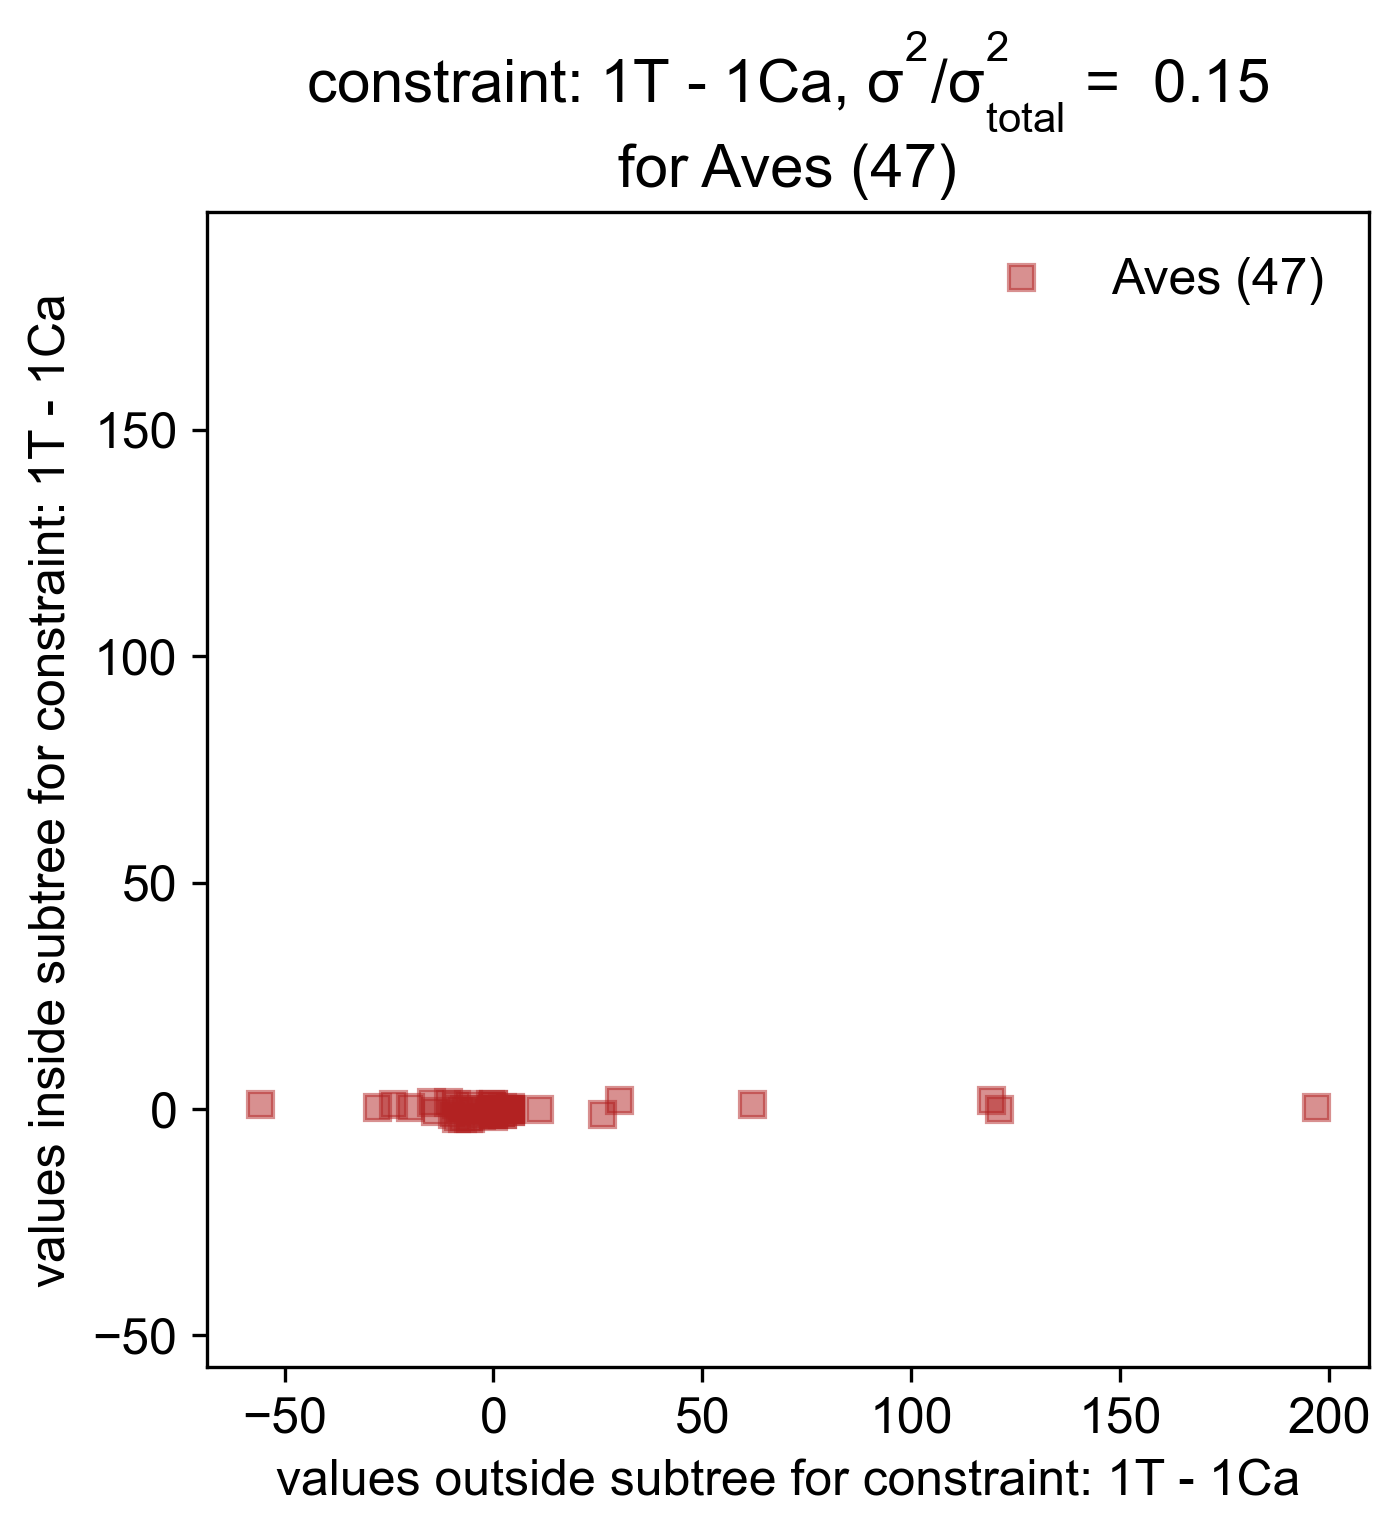 constraint: 1T - 1Ca, σ²/σ²total = 0.15
for Aves (47)
Aves (47)
values inside subtree for constraint: 1T - 1Ca
150
100
50
0
−50
−50 0 50 100 150 200
values outside subtree for constraint: 1T - 1Ca